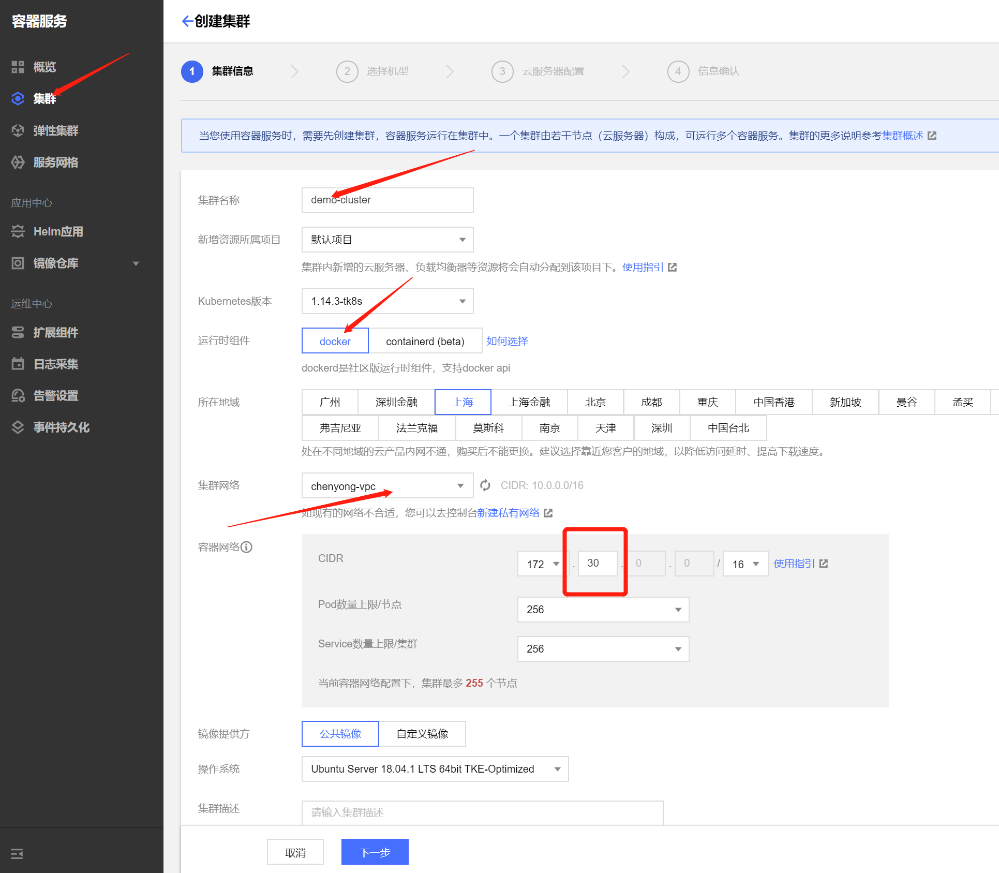 容器服务
概览
集群
弹性集群
服务网格
应用中心
Helm应用
镜像仓库
运维中心
扩展组件
日志采集
告警设置
事件持久化
创建集群
1 集群信息 2 选择机型 3 云服务器配置 4 信息确认
当您使用容器服务时，需要先创建集群，容器服务运行在集群中。一个集群由若干节点（云服务器）构成，可运行多个容器服务。集群的更多说明参考集群概述
集群名称 demo-cluster
新增资源所属项目 默认项目
集群内新增的云服务器、负载均衡器等资源将会自动分配到该项目下。使用指引
Kubernetes版本 1.14.3-tk8s
运行时组件 docker containerd (beta) 如何选择
dockerd是社区版运行时组件，支持docker api
所在地域 广州 深圳金融 上海 上海金融 北京 成都 重庆 中国香港 新加坡 曼谷 孟买
弗吉尼亚 法兰克福 莫斯科 南京 天津 深圳 中国台北
处在不同地域的云产品内网不通，购买后不能更换。建议选择靠近您客户的地域，以降低访问延时、提高下载速度。
集群网络 chenyong-vpc CIDR: 10.0.0.0/16
如现有的网络不合适，您可以去控制台新建私有网络
容器网络
CIDR 172 . 30 . 0 . 0 / 16 使用指引
Pod数量上限/节点 256
Service数量上限/集群 256
当前容器网络配置下，集群最多 255 个节点
镜像提供方 公共镜像 自定义镜像
操作系统 Ubuntu Server 18.04.1 LTS 64bit TKE-Optimized
集群描述 请输入集群描述
取消 下一步